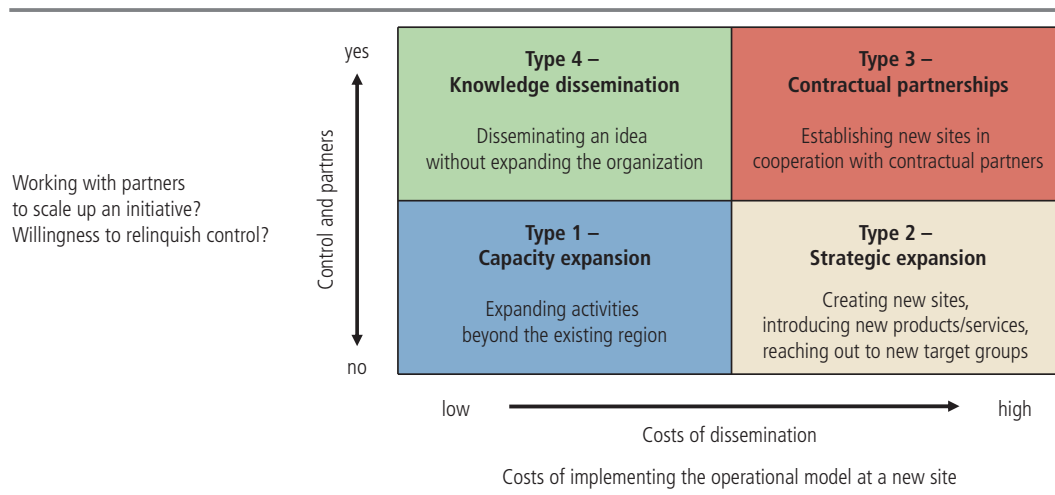 yes
Type 4 –
Knowledge dissemination
Disseminating an idea
without expanding the organization
Type 3 –
Contractual partnerships
Establishing new sites in
cooperation with contractual partners
Working with partners
to scale up an initiative?
Willingness to relinquish control?
Control and partners
Type 1 –
Capacity expansion
Expanding activities
beyond the existing region
Type 2 –
Strategic expansion
Creating new sites,
introducing new products/services,
reaching out to new target groups
no
low
high
Costs of dissemination
Costs of implementing the operational model at a new site